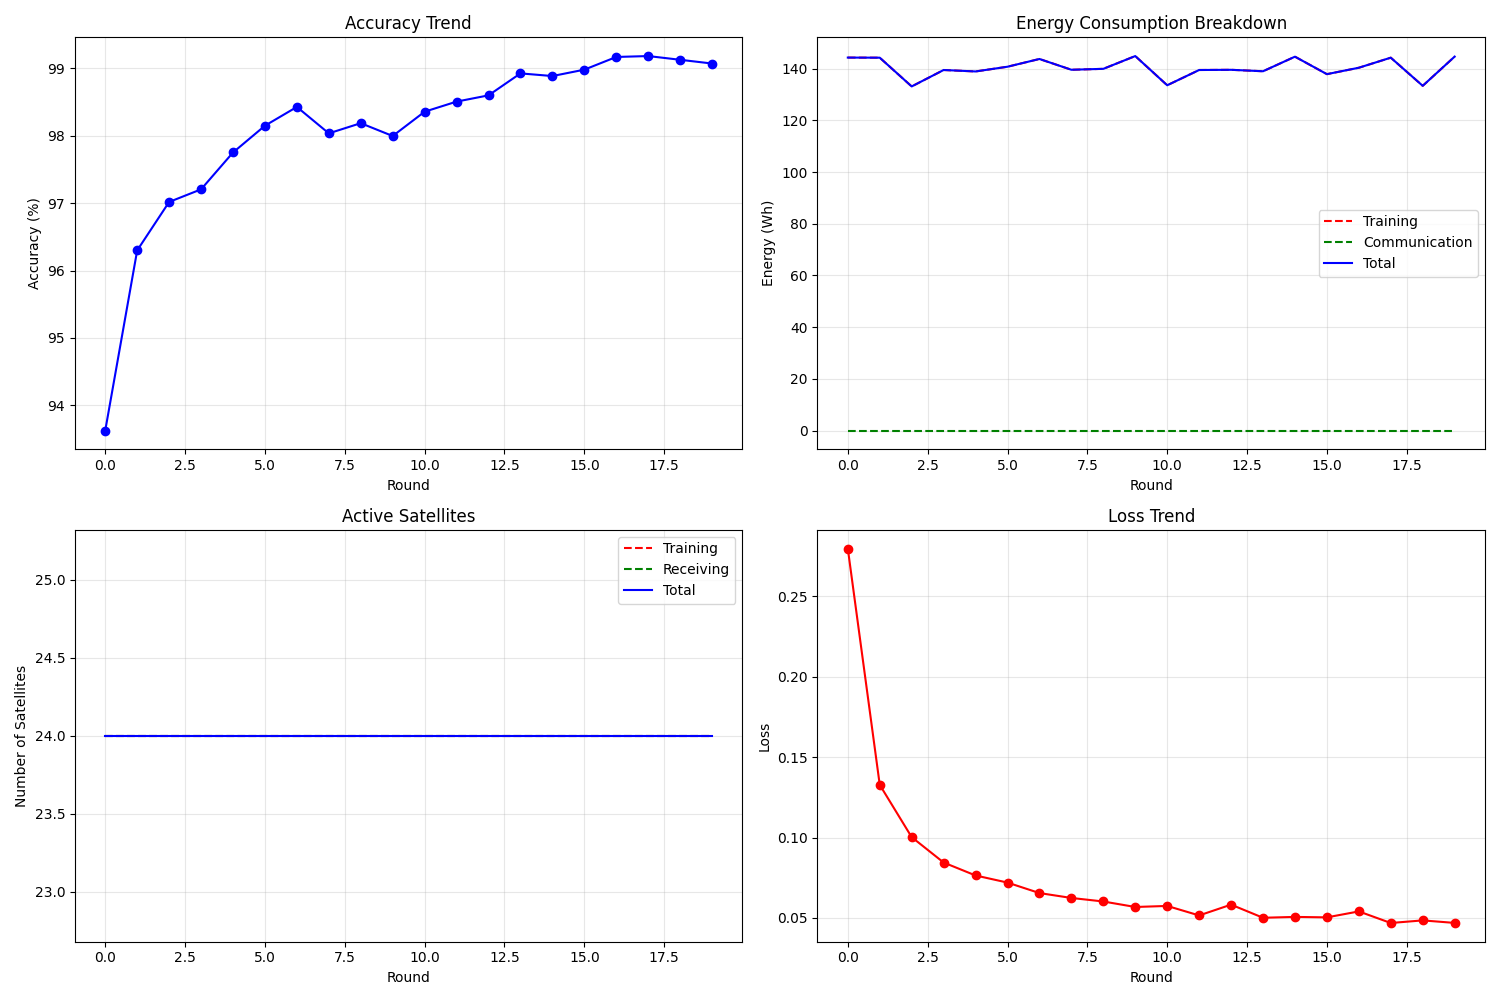 Accuracy Trend
Accuracy (%)
99
98
97
96
95
94
0.0 2.5 5.0 7.5 10.0 12.5 15.0 17.5
Round
Energy Consumption Breakdown
Energy (Wh)
140
120
100
80
60
40
20
0
Training
Communication
Total
0.0 2.5 5.0 7.5 10.0 12.5 15.0 17.5
Round
Active Satellites
Number of Satellites
25.0
24.5
24.0
23.5
23.0
Training
Receiving
Total
0.0 2.5 5.0 7.5 10.0 12.5 15.0 17.5
Round
Loss Trend
Loss
0.25
0.20
0.15
0.10
0.05
0.0 2.5 5.0 7.5 10.0 12.5 15.0 17.5
Round